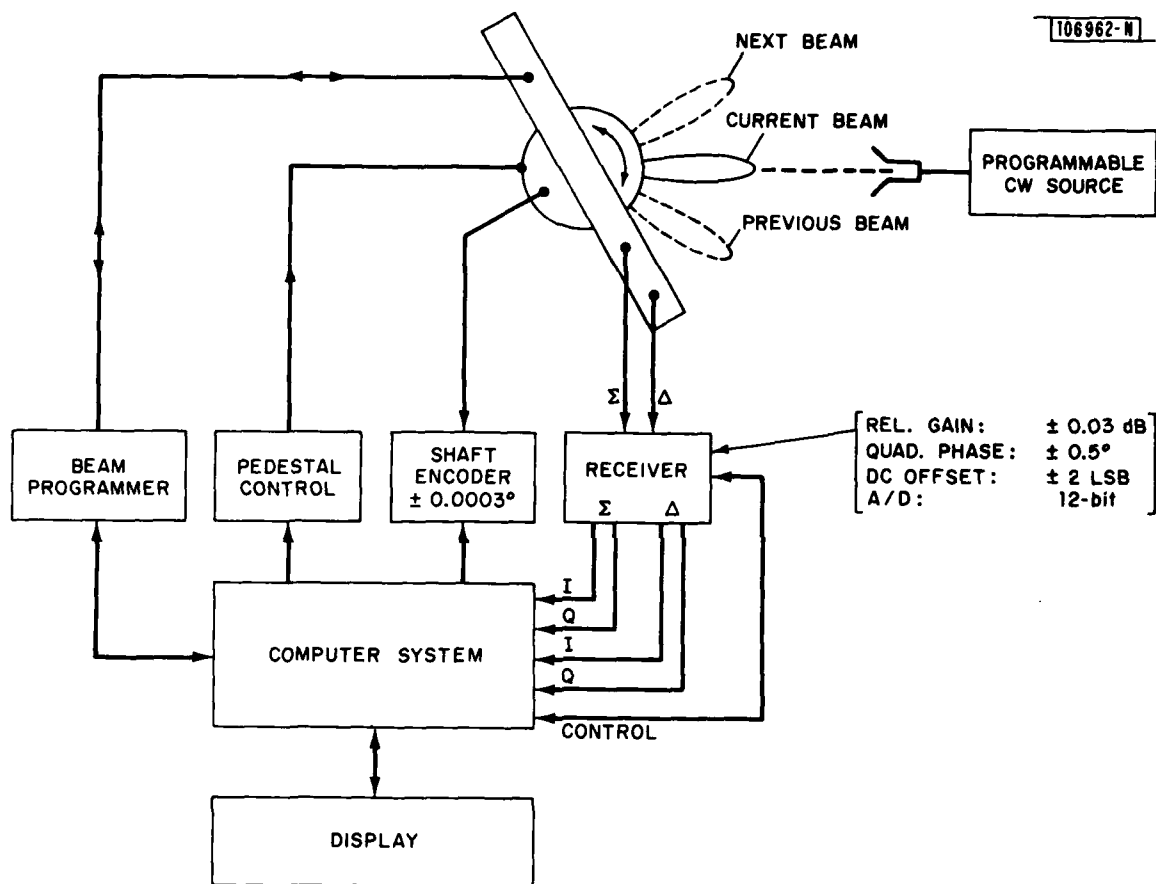 106962-N
NEXT BEAM
CURRENT BEAM
PREVIOUS BEAM
PROGRAMMABLE
CW SOURCE
Σ
Δ
BEAM
PROGRAMMER
PEDESTAL
CONTROL
SHAFT
ENCODER
± 0.0003°
RECEIVER
Σ
Δ
REL. GAIN: ± 0.03 dB
QUAD. PHASE: ± 0.5°
DC OFFSET: ± 2 LSB
A/D: 12-bit
I
Q
I
Q
CONTROL
COMPUTER SYSTEM
DISPLAY